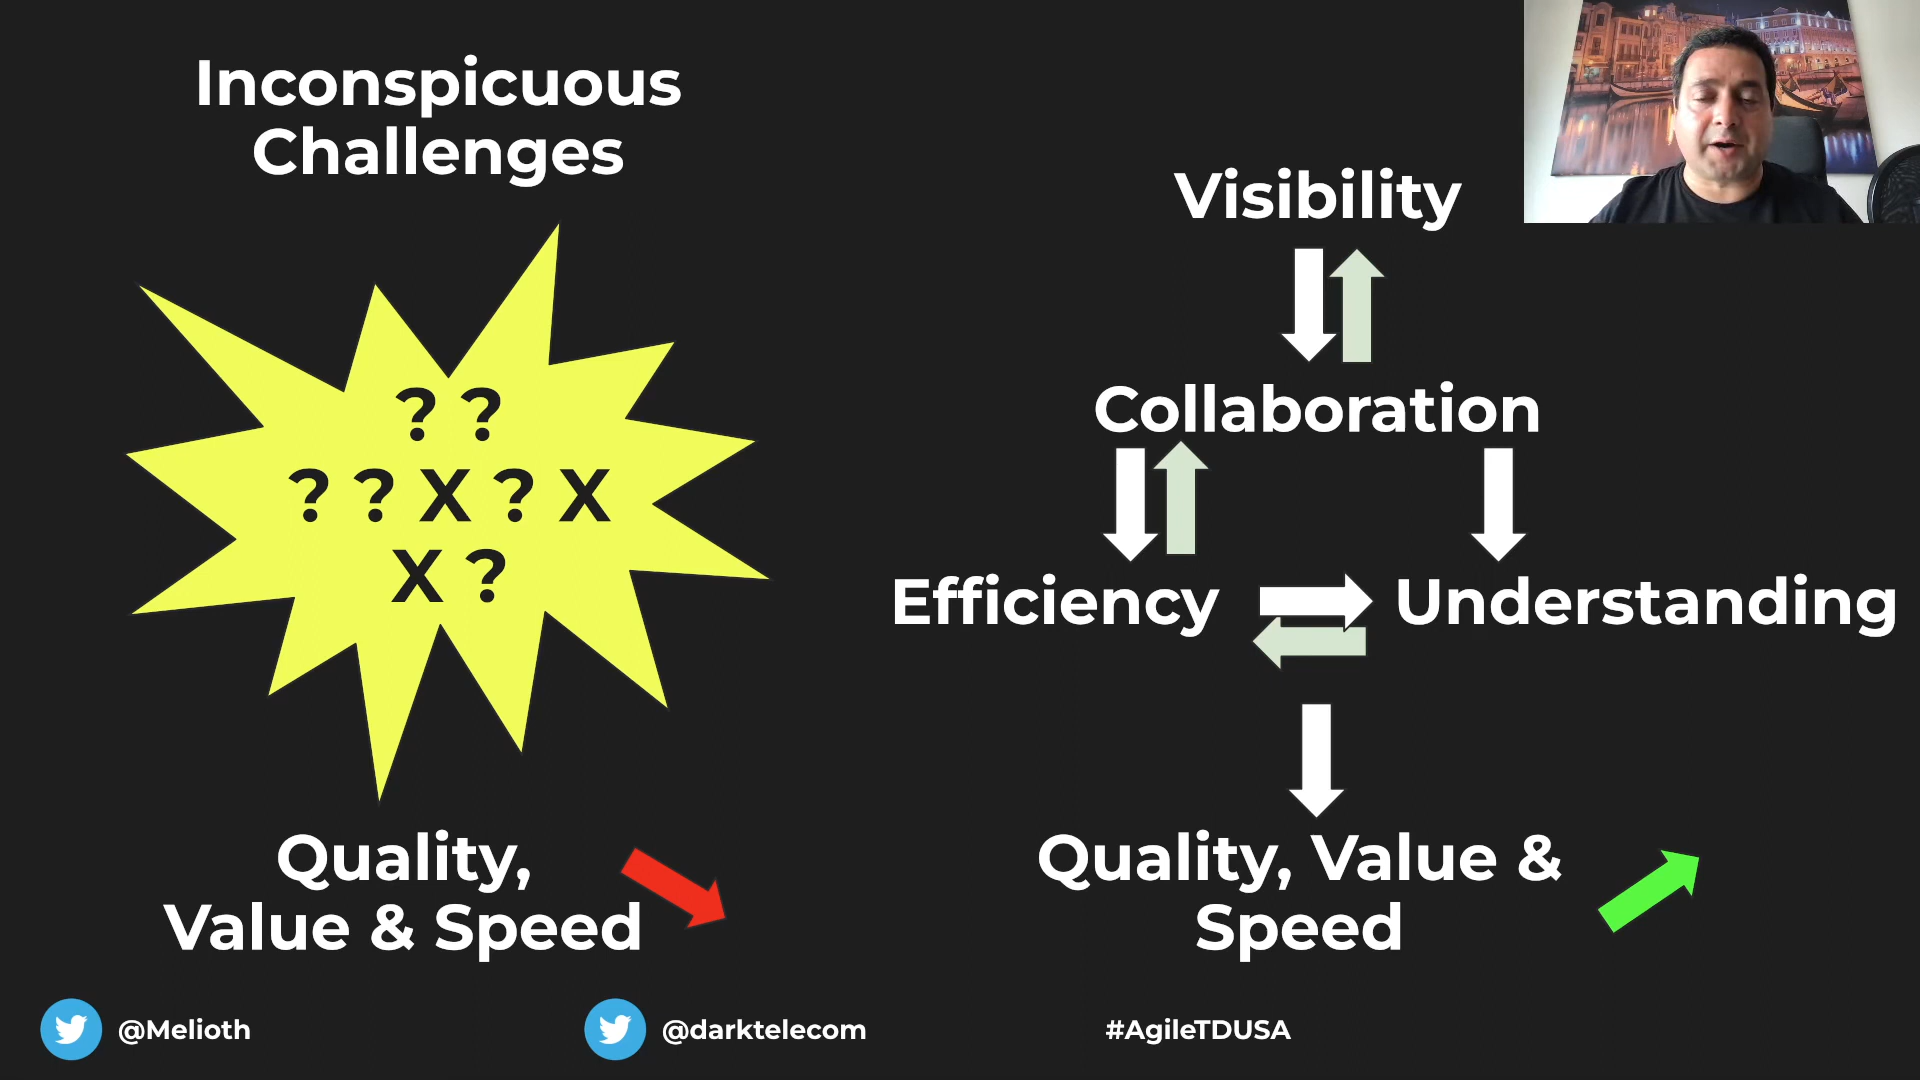 Inconspicuous
Challenges
? ?
? ? X ? X
X ?
Quality,
Value & Speed
Visibility
Collaboration
Efficiency
Understanding
Quality, Value &
Speed
@Melioth
@darktelecom
#AgileTDUSA